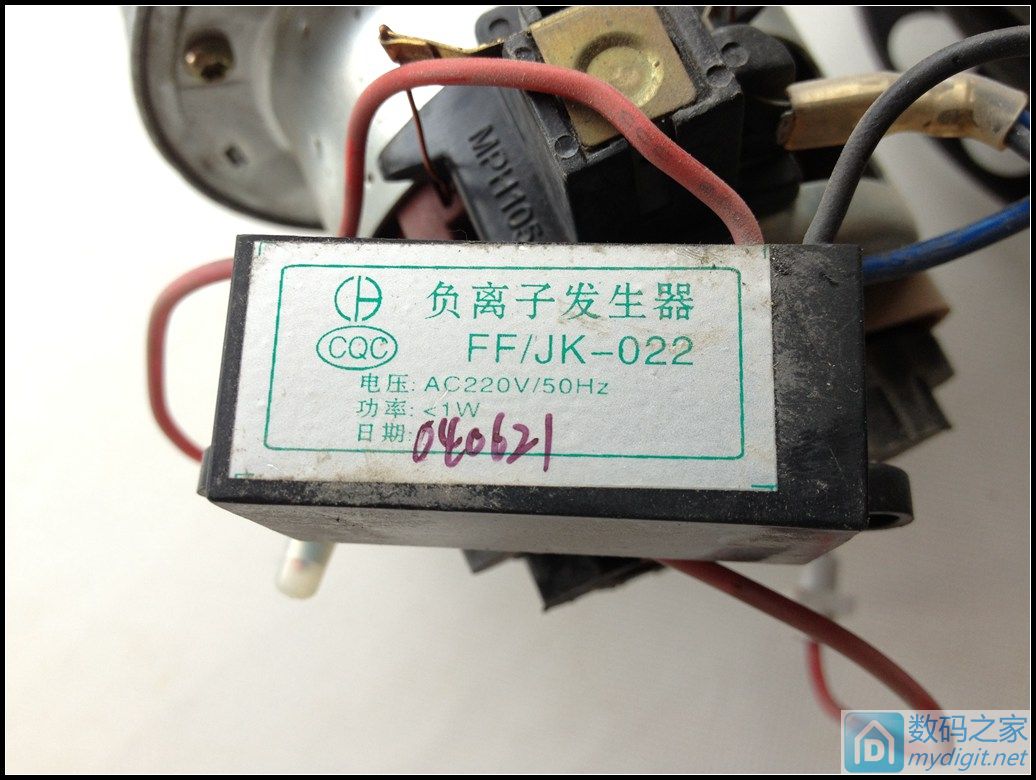 MPH105
负离子发生器
CQC
FF/JK-022
电压: AC220V/50Hz
功率: <1W
日期: 040621
数码之家
mydigit.net